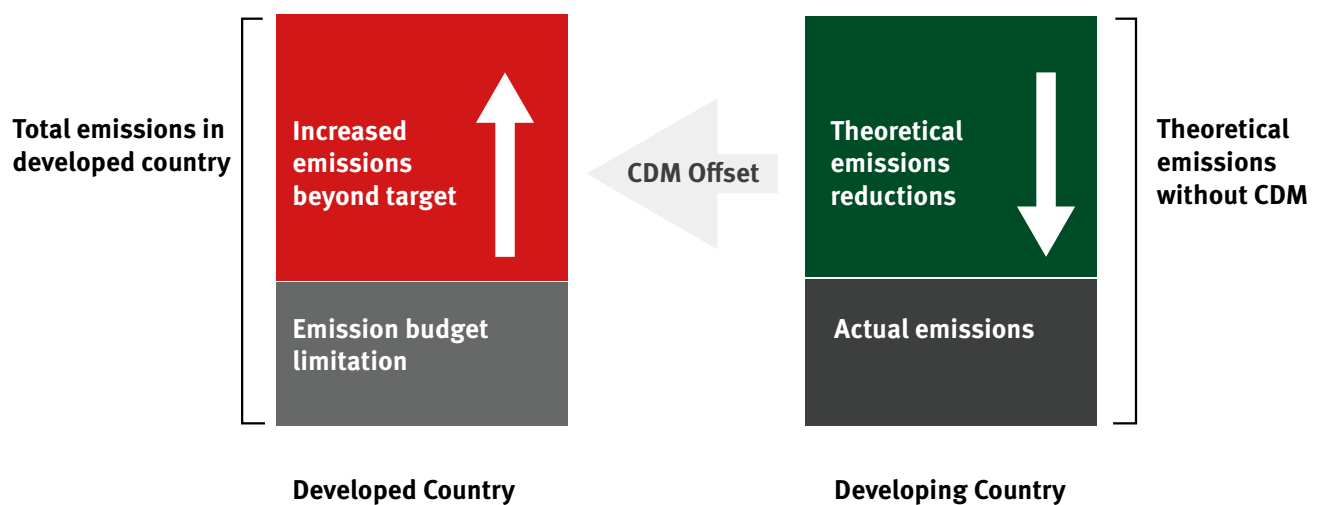 Total emissions in
developed country
Increased
emissions
beyond target
CDM Offset
Theoretical
emissions
reductions
Theoretical
emissions
without CDM
Emission budget
limitation
Actual emissions
Developed Country
Developing Country